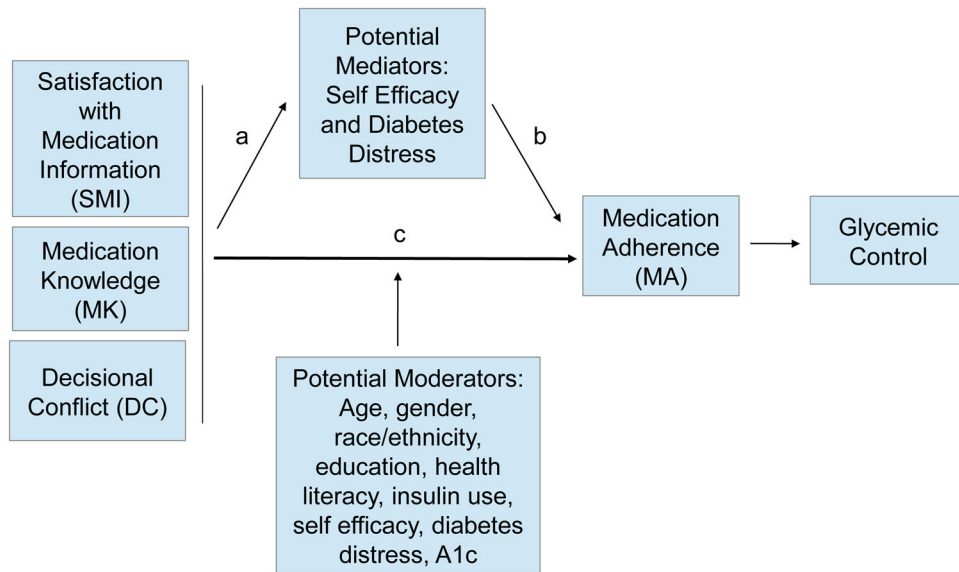 Satisfaction
with
Medication
Information
(SMI)
Medication
Knowledge
(MK)
Decisional
Conflict (DC)
a
Potential
Mediators:
Self Efficacy
and Diabetes
Distress
b
c
Medication
Adherence
(MA)
Glycemic
Control
Potential Moderators:
Age, gender,
race/ethnicity,
education, health
literacy, insulin use,
self efficacy, diabetes
distress, A1c